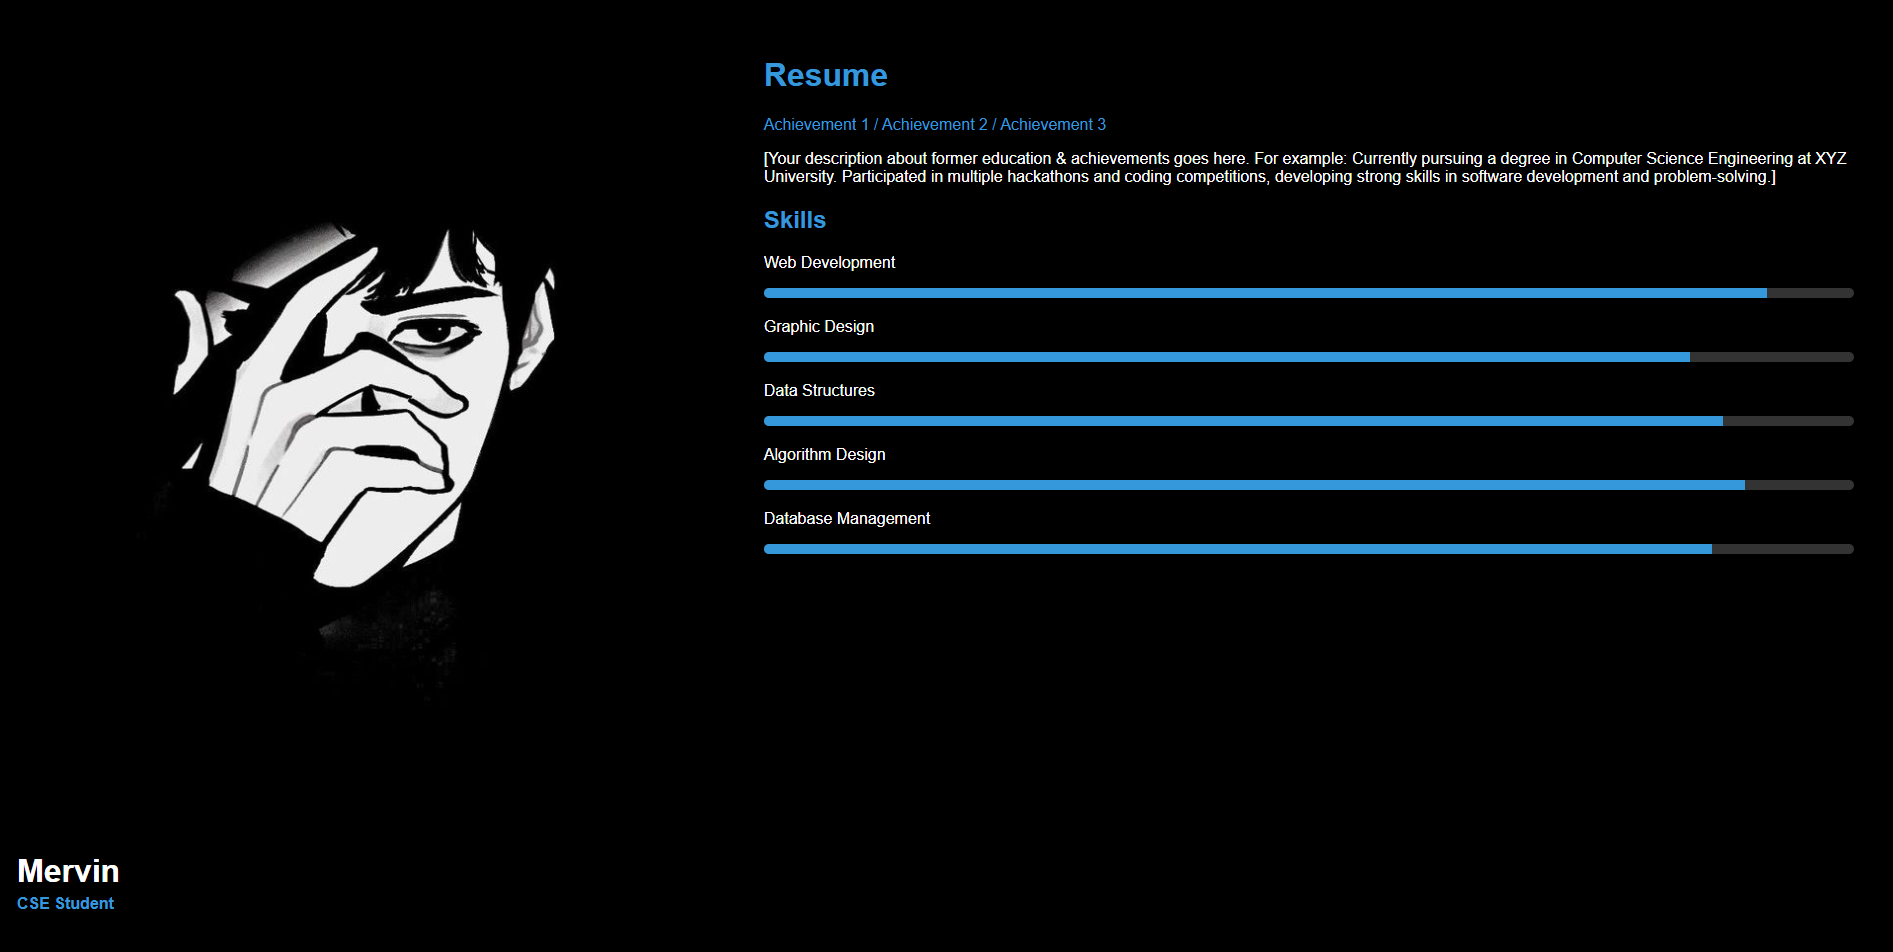 Resume
Achievement 1 / Achievement 2 / Achievement 3
[Your description about former education & achievements goes here. For example: Currently pursuing a degree in Computer Science Engineering at XYZ
University. Participated in multiple hackathons and coding competitions, developing strong skills in software development and problem-solving.]
Skills
Web Development
Graphic Design
Data Structures
Algorithm Design
Database Management
Mervin
CSE Student